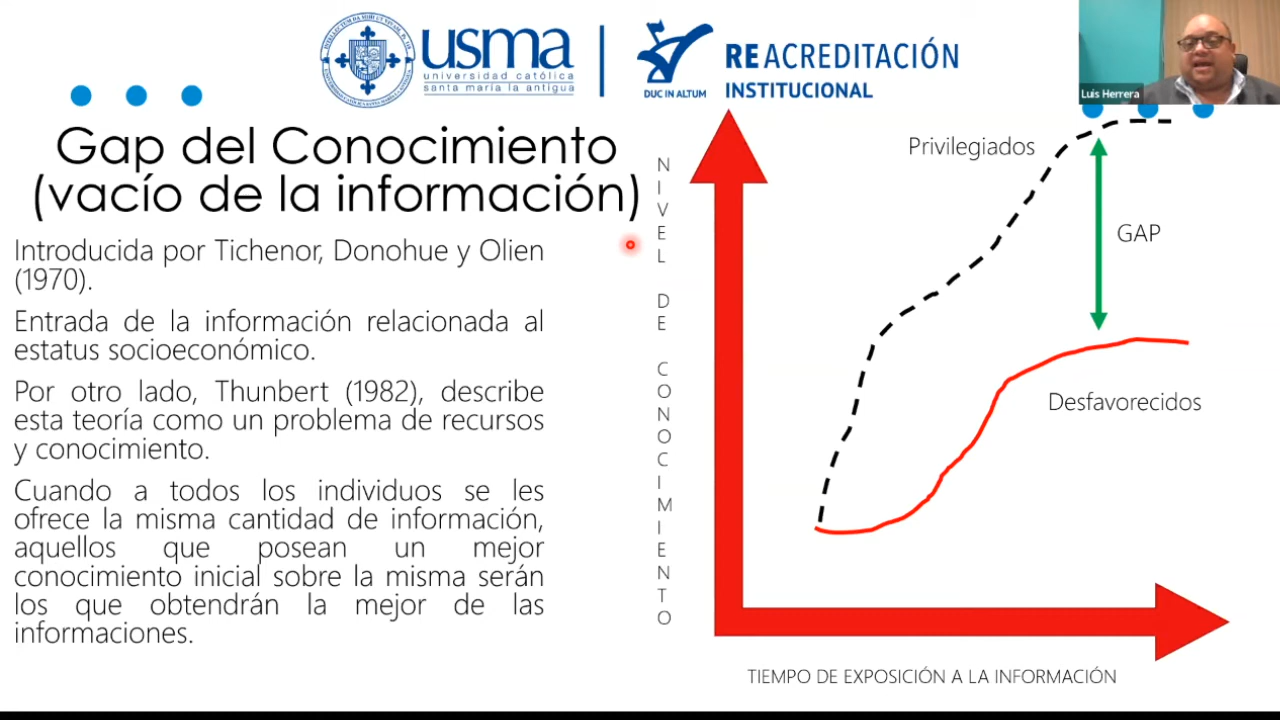 usma
universidad católica
santa maría la antigua
DUC IN ALTUM
REACREDITACIÓN
INSTITUCIONAL
Luis Herrera
Gap del Conocimiento
(vacío de la información)
Introducida por Tichenor, Donohue y Olien
(1970).
Entrada de la información relacionada al
estatus socioeconómico.
Por otro lado, Thunbert (1982), describe
esta teoría como un problema de recursos
y conocimiento.
Cuando a todos los individuos se les
ofrece la misma cantidad de información,
aquellos que posean un mejor
conocimiento inicial sobre la misma serán
los que obtendrán la mejor de las
informaciones.
NIVEL DE CONOCIMIENTO
Privilegiados
GAP
Desfavorecidos
TIEMPO DE EXPOSICIÓN A LA INFORMACIÓN